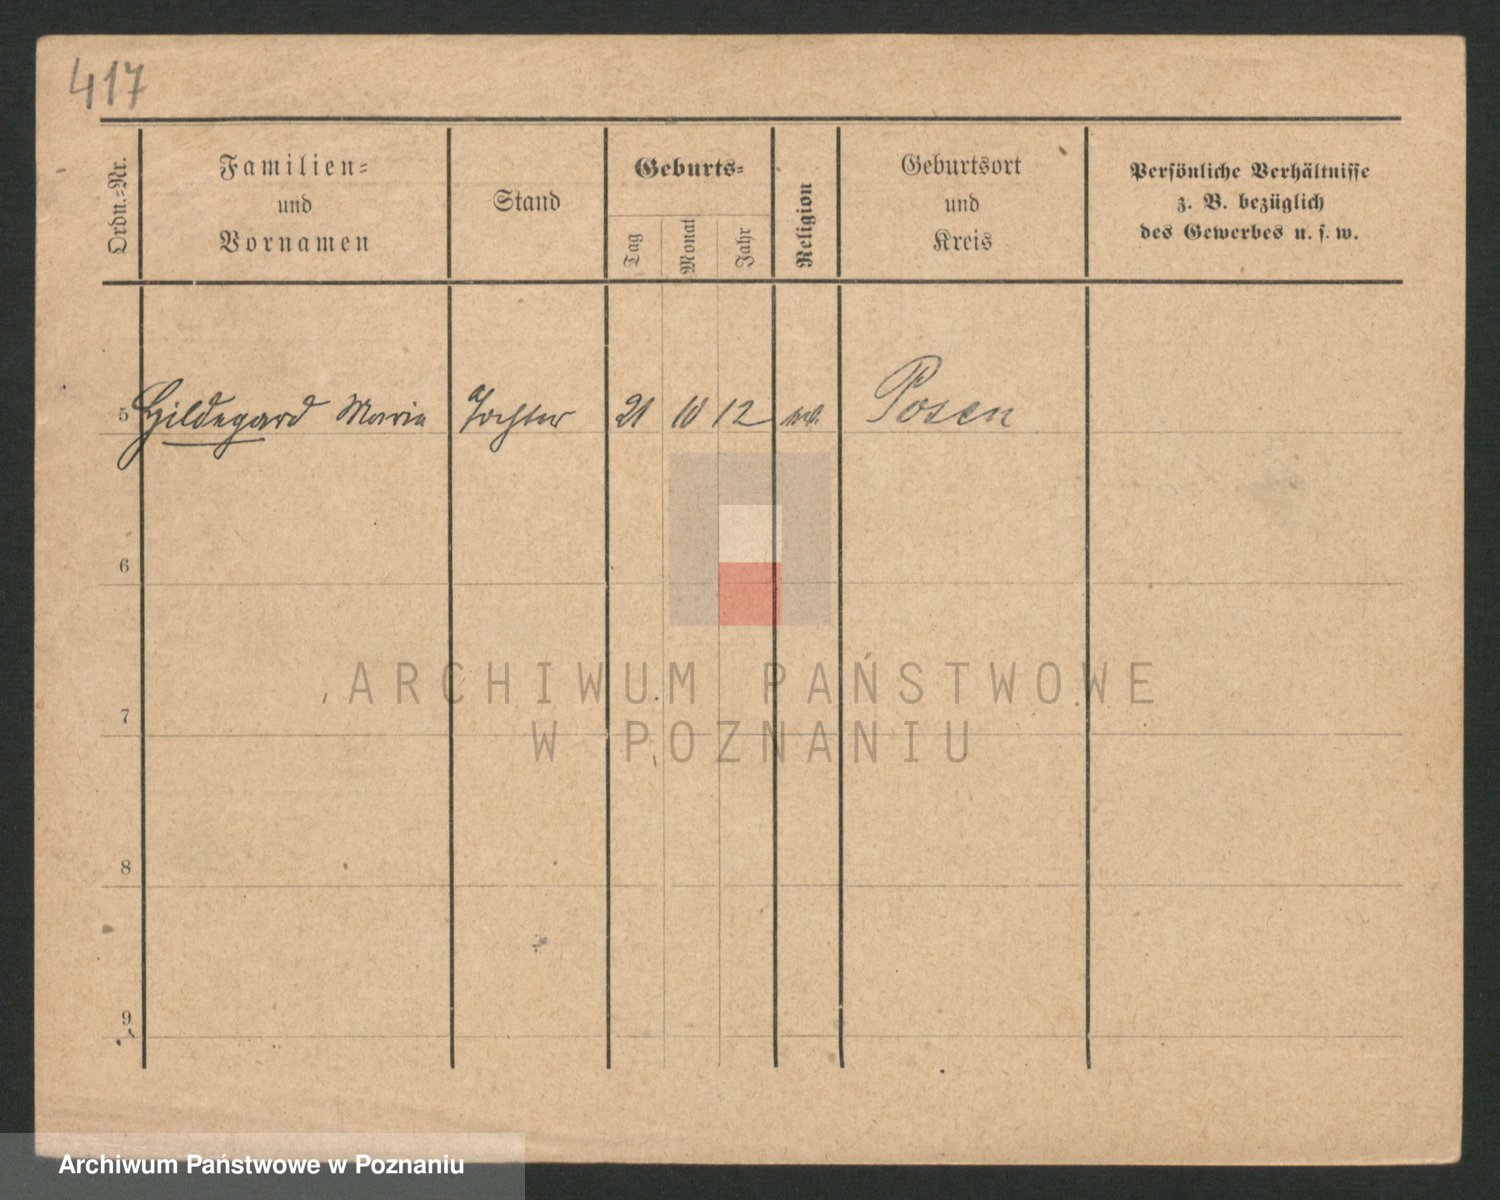 417
Ordn.-Nr.
Familien-
und
Vornamen
Stand
Geburts-
Tag
Monat
Jahr
Religion
Geburtsort
und
Kreis
Persönliche Verhältnisse
z. B. bezüglich
des Gewerbes u. s. w.
5 Hildegard Marie Tochter 21 10 12 Posen
6
7
8
9
ARCHIWUM PAŃSTWOWE
W POZNANIU
Archiwum Państwowe w Poznaniu